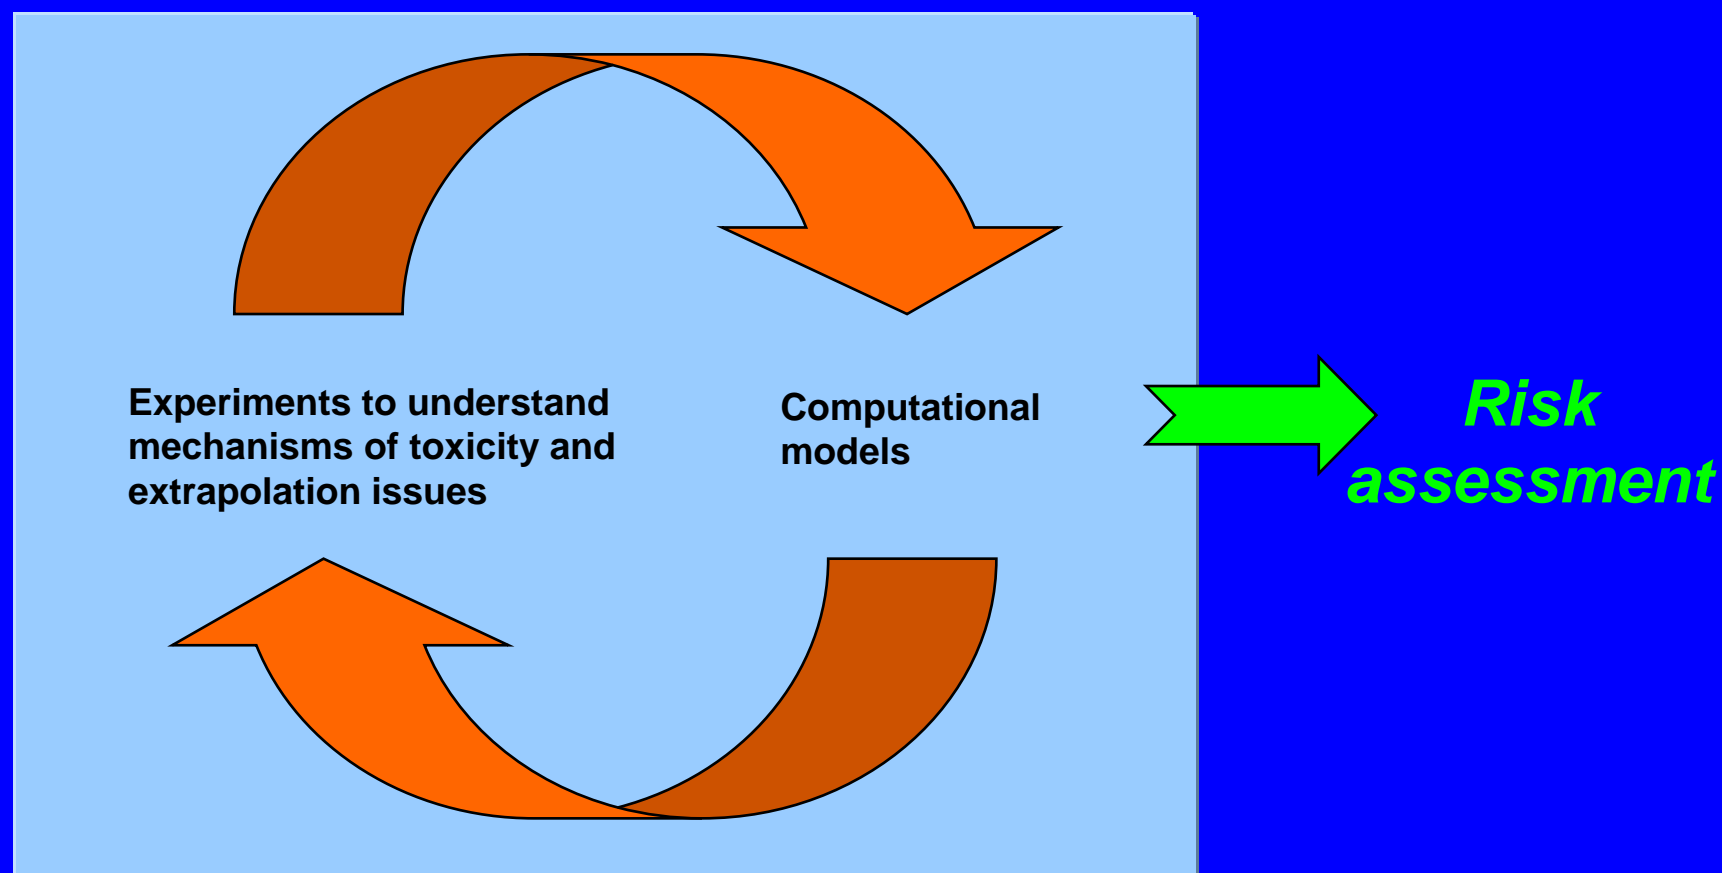 Experiments to understand
mechanisms of toxicity and
extrapolation issues
Computational
models
Risk
assessment